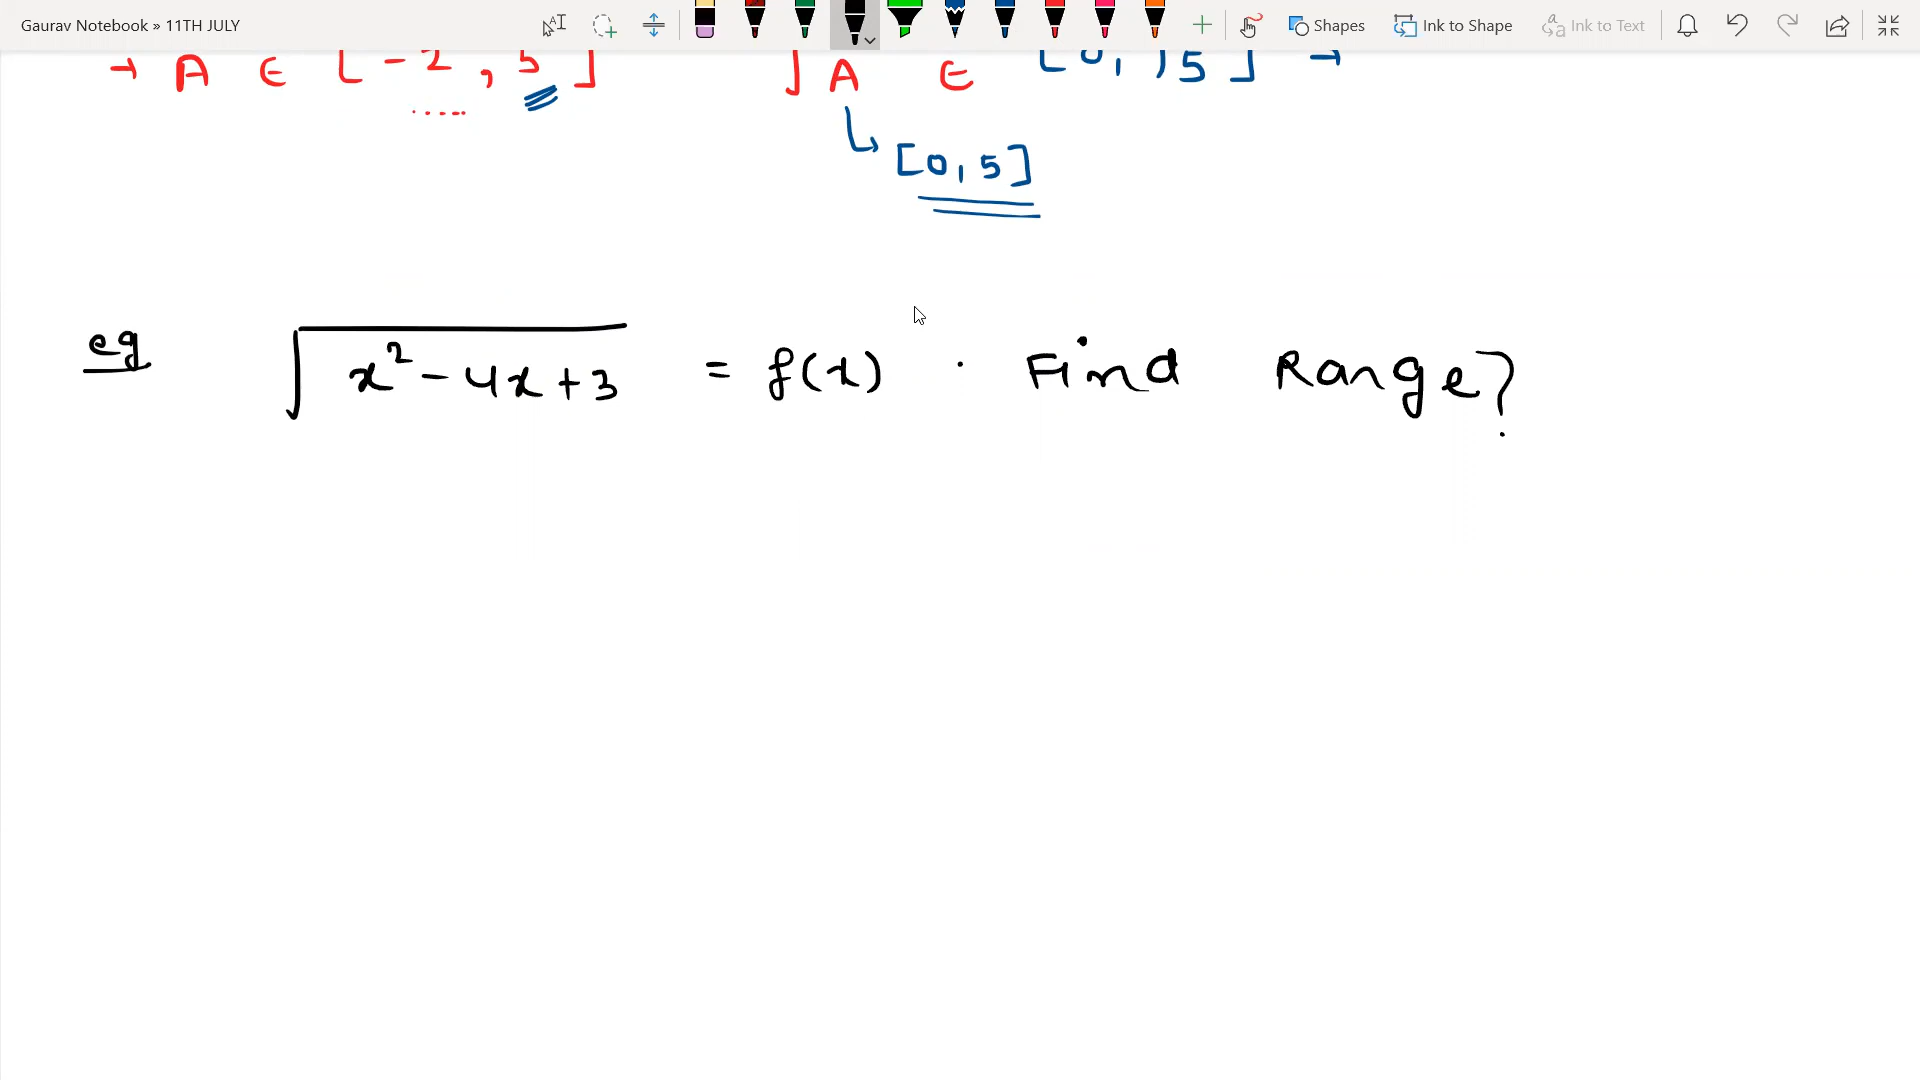 Gaurav Notebook » 11TH JULY
Shapes
Ink to Shape
Ink to Text
→ A ∈ [-2, 5] √A ∈ [0, √5] →
[0, 5]
eg √(x² - 4x + 3) = f(x) . Find Range?